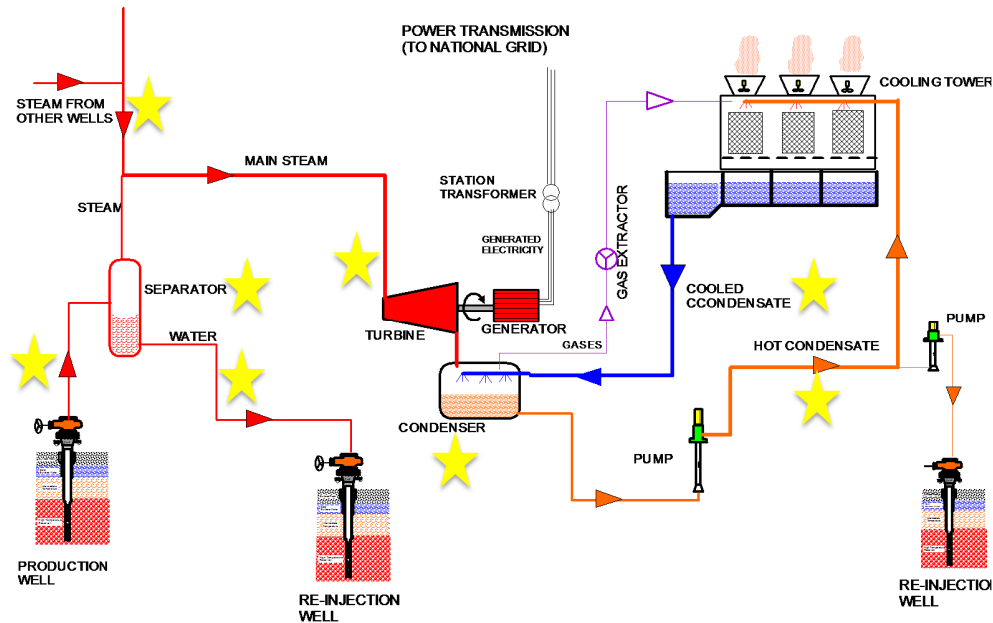 POWER TRANSMISSION
(TO NATIONAL GRID)
COOLING TOWER
STEAM FROM
OTHER WELLS
MAIN STEAM
STATION
TRANSFORMER
STEAM
GENERATED
ELECTRICITY
GAS EXTRACTOR
SEPARATOR
COOLED
CCONDENSATE
TURBINE
GENERATOR
WATER
GASES
HOT CONDENSATE
PUMP
CONDENSER
PUMP
PRODUCTION
WELL
RE-INJECTION
WELL
RE-INJECTIO
WELL